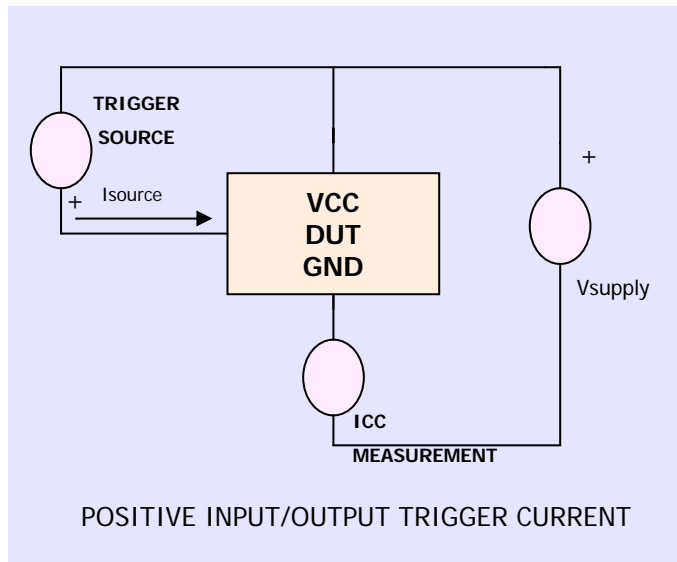 TRIGGER
SOURCE
+
Isource
+
VCC
DUT
GND
Vsupply
ICC
MEASUREMENT
POSITIVE INPUT/OUTPUT TRIGGER CURRENT